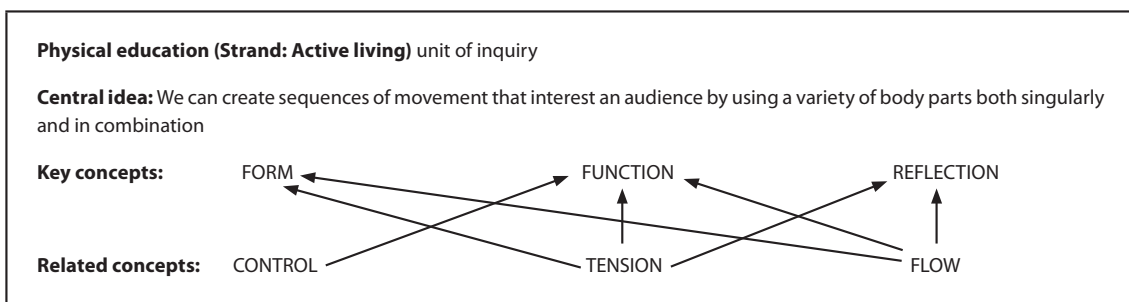 Physical education (Strand: Active living) unit of inquiry
Central idea: We can create sequences of movement that interest an audience by using a variety of body parts both singularly
and in combination
Key concepts: FORM FUNCTION REFLECTION
Related concepts: CONTROL TENSION FLOW